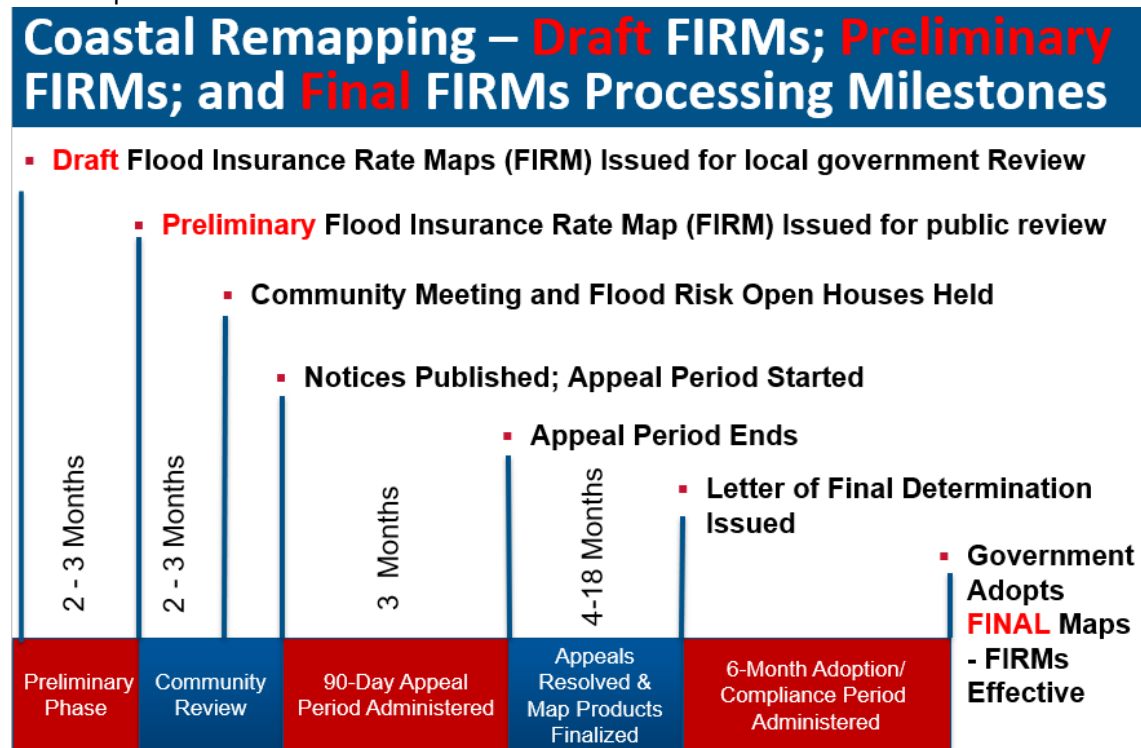 Coastal Remapping – Draft FIRMs; Preliminary
FIRMs; and Final FIRMs Processing Milestones
▪ Draft Flood Insurance Rate Maps (FIRM) Issued for local government Review
▪ Preliminary Flood Insurance Rate Map (FIRM) Issued for public review
▪ Community Meeting and Flood Risk Open Houses Held
▪ Notices Published; Appeal Period Started
▪ Appeal Period Ends
▪ Letter of Final Determination
Issued
▪ Government
Adopts
FINAL Maps
- FIRMs
Effective
2 - 3 Months
2 - 3 Months
3 Months
4-18 Months
Preliminary
Phase
Community
Review
90-Day Appeal
Period Administered
Appeals
Resolved &
Map Products
Finalized
6-Month Adoption/
Compliance Period
Administered